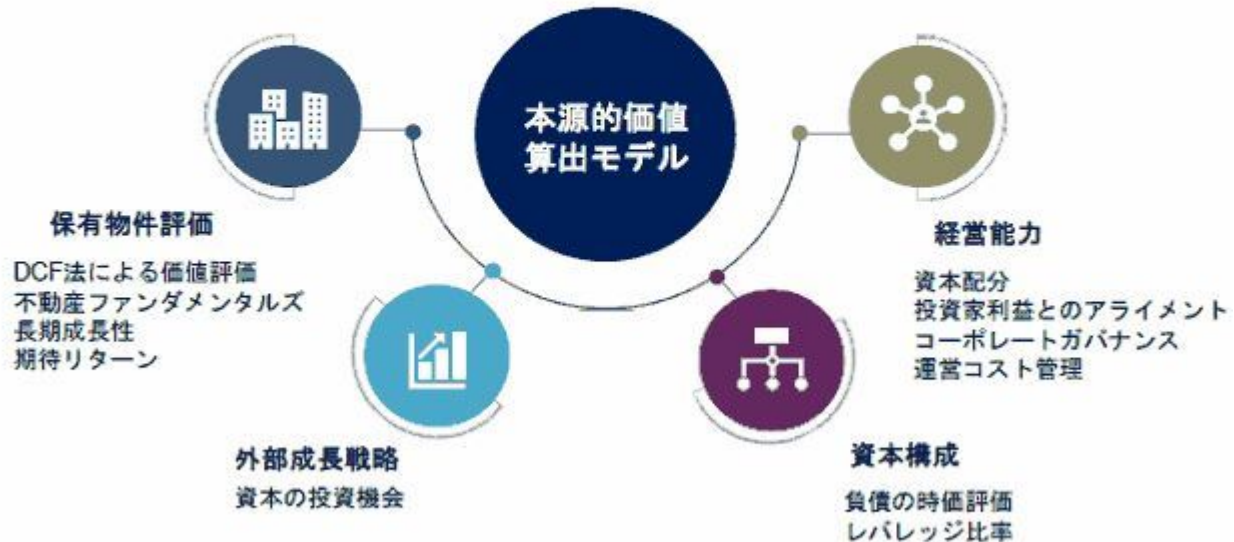 本源的価値
算出モデル
保有物件評価
DCF法による価値評価
不動産ファンダメンタルズ
長期成長性
期待リターン
外部成長戦略
資本の投資機会
資本構成
負債の時価評価
レバレッジ比率
経営能力
資本配分
投資家利益とのアライメント
コーポレートガバナンス
運営コスト管理